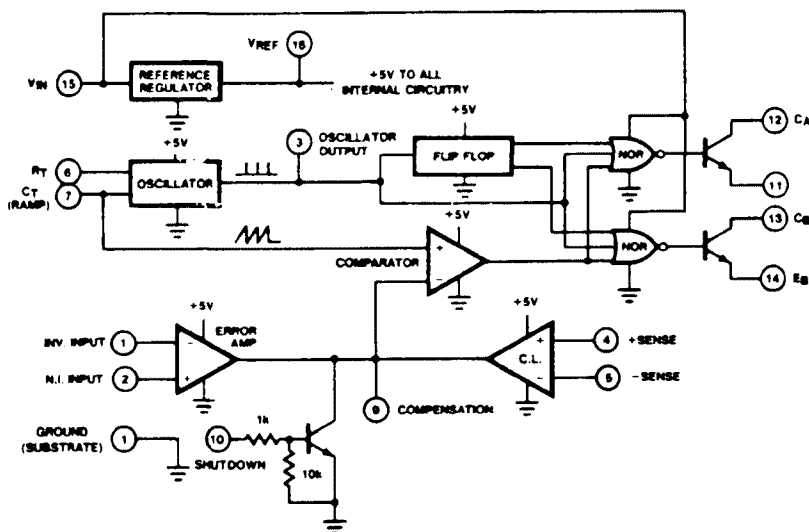 VREF 16
VIN 15
REFERENCE REGULATOR
+5V TO ALL
INTERNAL CIRCUITRY
+5V
3 OSCILLATOR OUTPUT
+5V
FLIP FLOP
NOR
12 CA
11
RT 6
CT 7
(RAMP)
OSCILLATOR
+5V
COMPARATOR
+
−
NOR
13 CB
14 EB
+5V
ERROR AMP
INV. INPUT 1
−
N.I. INPUT 2
+
+5V
C.L.
+
−
4 +SENSE
5 −SENSE
9 COMPENSATION
GROUND 1
(SUBSTRATE)
10
SHUTDOWN
1k
10k